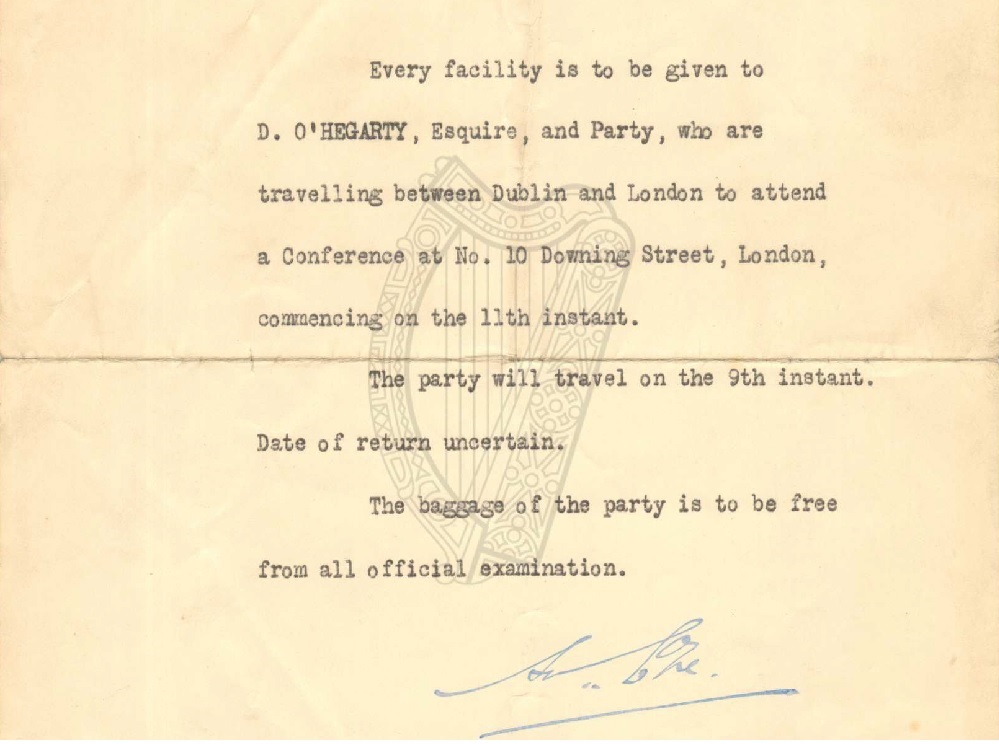 Every facility is to be given to
D. O'HEGARTY, Esquire, and Party, who are
travelling between Dublin and London to attend
a Conference at No. 10 Downing Street, London,
commencing on the 11th instant.
The party will travel on the 9th instant.
Date of return uncertain.
The baggage of the party is to be free
from all official examination.